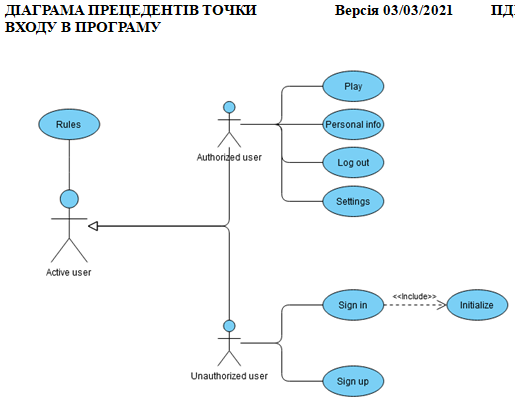 ДІАГРАМА ПРЕЦЕДЕНТІВ ТОЧКИ Версія 03/03/2021
ВХОДУ В ПРОГРАМУ
Play
Rules
Personal info
Authorized user
Log out
Settings
Active user
Sign in
<<Include>>
Initialize
Unauthorized user
Sign up